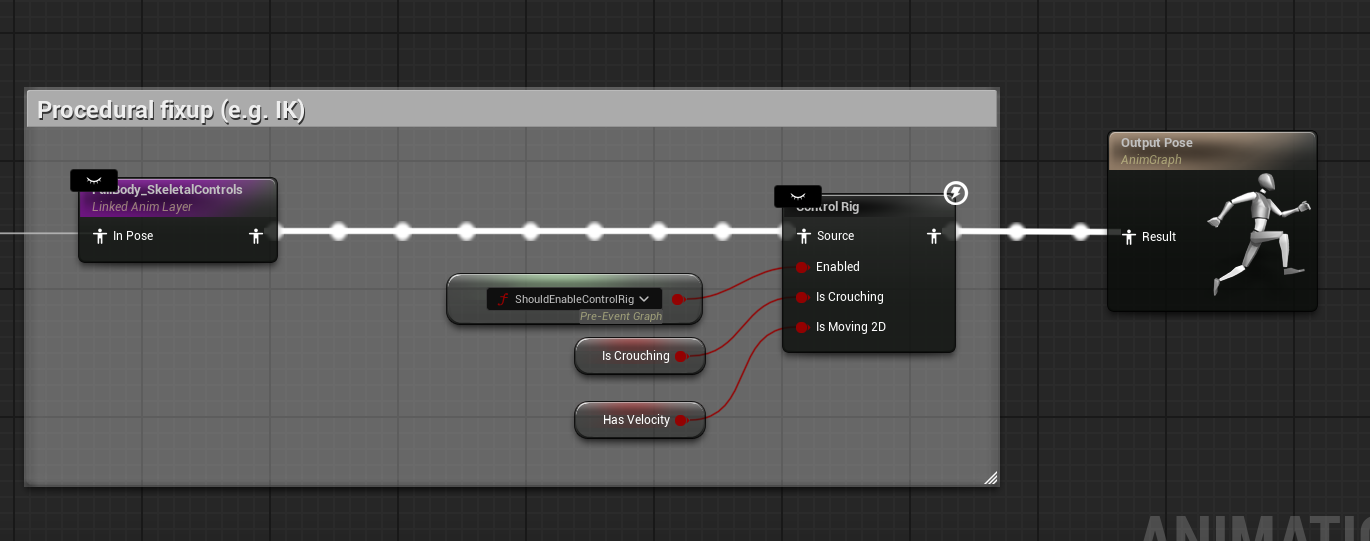 Procedural fixup (e.g. IK)
FullBody_SkeletalControls
Linked Anim Layer
In Pose
Control Rig
Source
Enabled
Is Crouching
Is Moving 2D
ShouldEnableControlRig
Pre-Event Graph
Is Crouching
Has Velocity
Output Pose
AnimGraph
Result